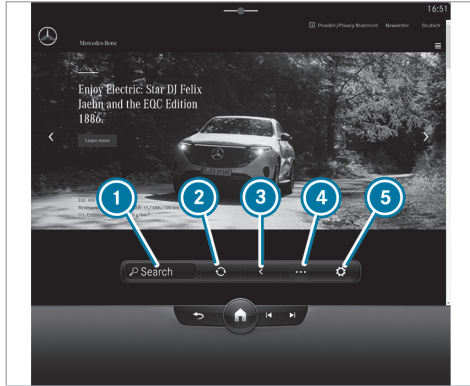 16:51
Provider/Privacy Statement Newsletter Deutsch
Mercedes-Benz
Enjoy Electric: Star DJ Felix
Jaehn and the EQC Edition
1886.
Learn more
1 2 3 4 5
Search